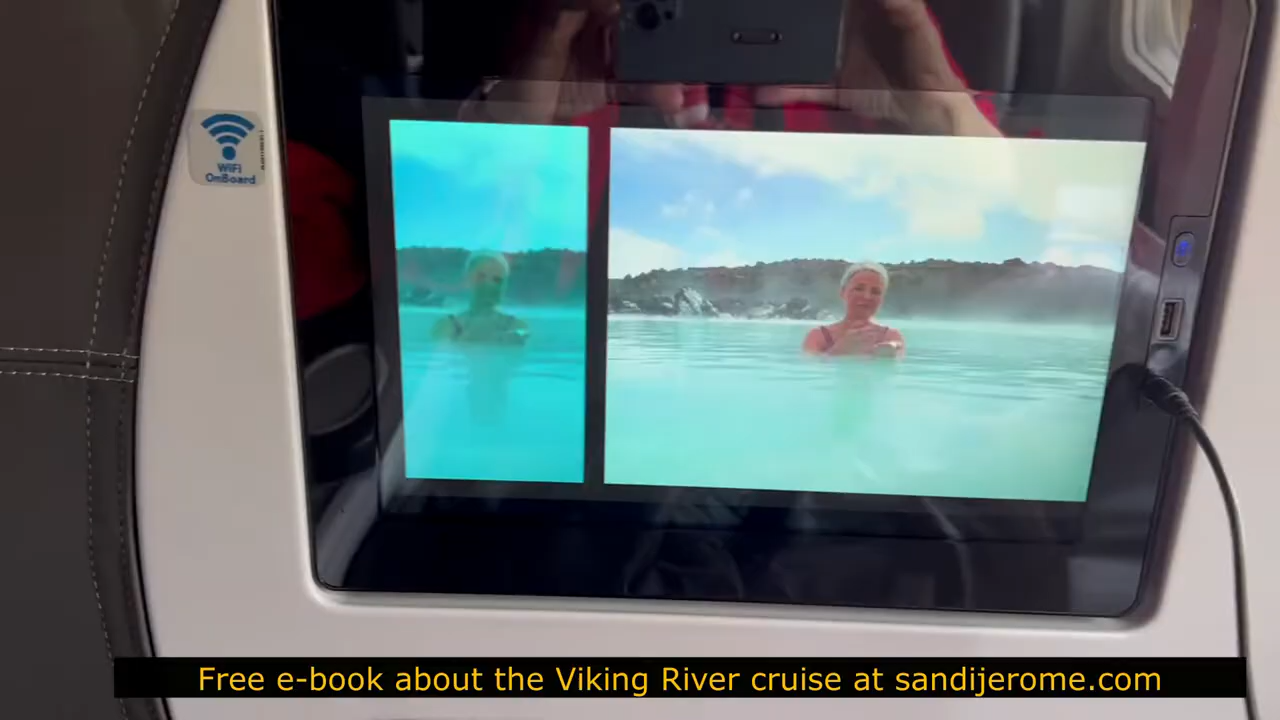 WiFi
OnBoard
Free e-book about the Viking River cruise at sandijerome.com